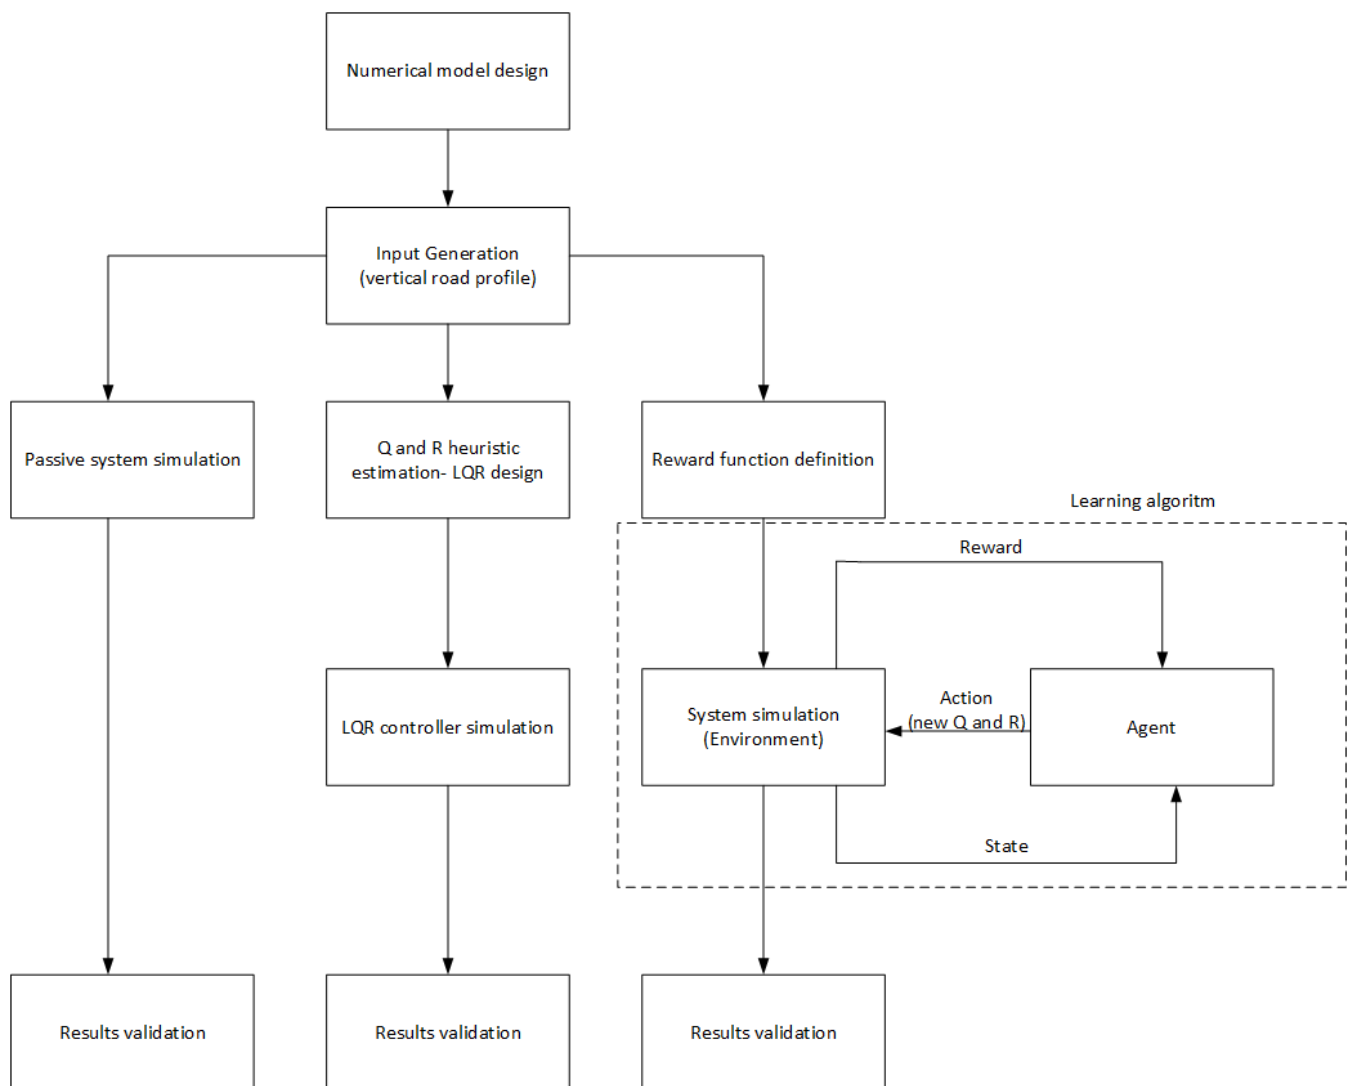 Numerical model design
Input Generation
(vertical road profile)
Passive system simulation
Q and R heuristic
estimation- LQR design
Reward function definition
Learning algoritm
Reward
LQR controller simulation
System simulation
(Environment)
Action
(new Q and R)
Agent
State
Results validation
Results validation
Results validation